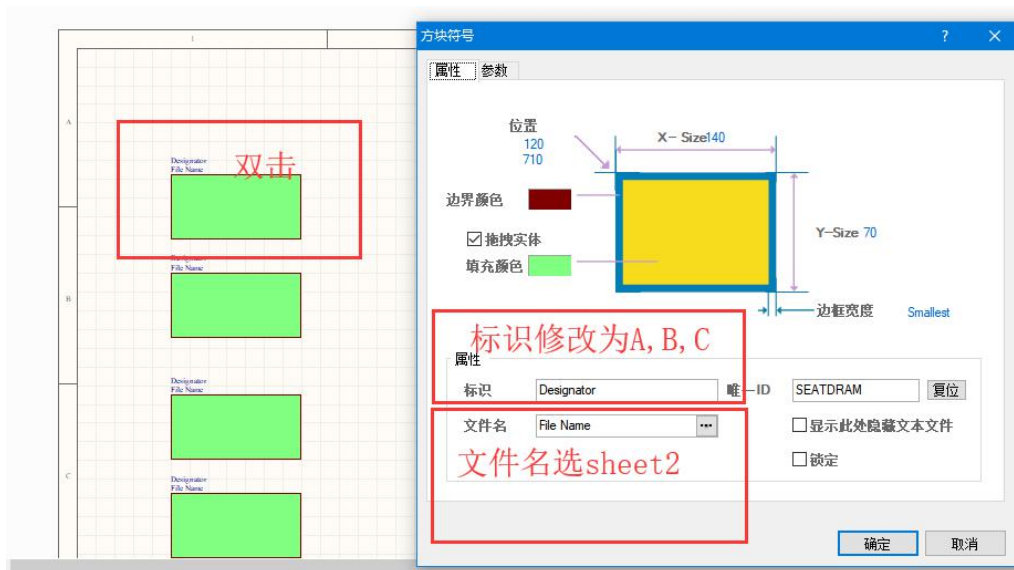 1
A
B
C
Designator
File Name
双击
Designator
File Name
Designator
File Name
Designator
File Name
方块符号
?
属性
参数
位置
120
710
X- Size140
边界颜色
拖拽实体
填充颜色
Y-Size 70
边框宽度
Smallest
标识修改为A,B,C
属性
标识
Designator
唯一ID
SEATDRAM
复位
文件名
File Name
...
显示此处隐藏文本文件
文件名选sheet2
锁定
确定
取消